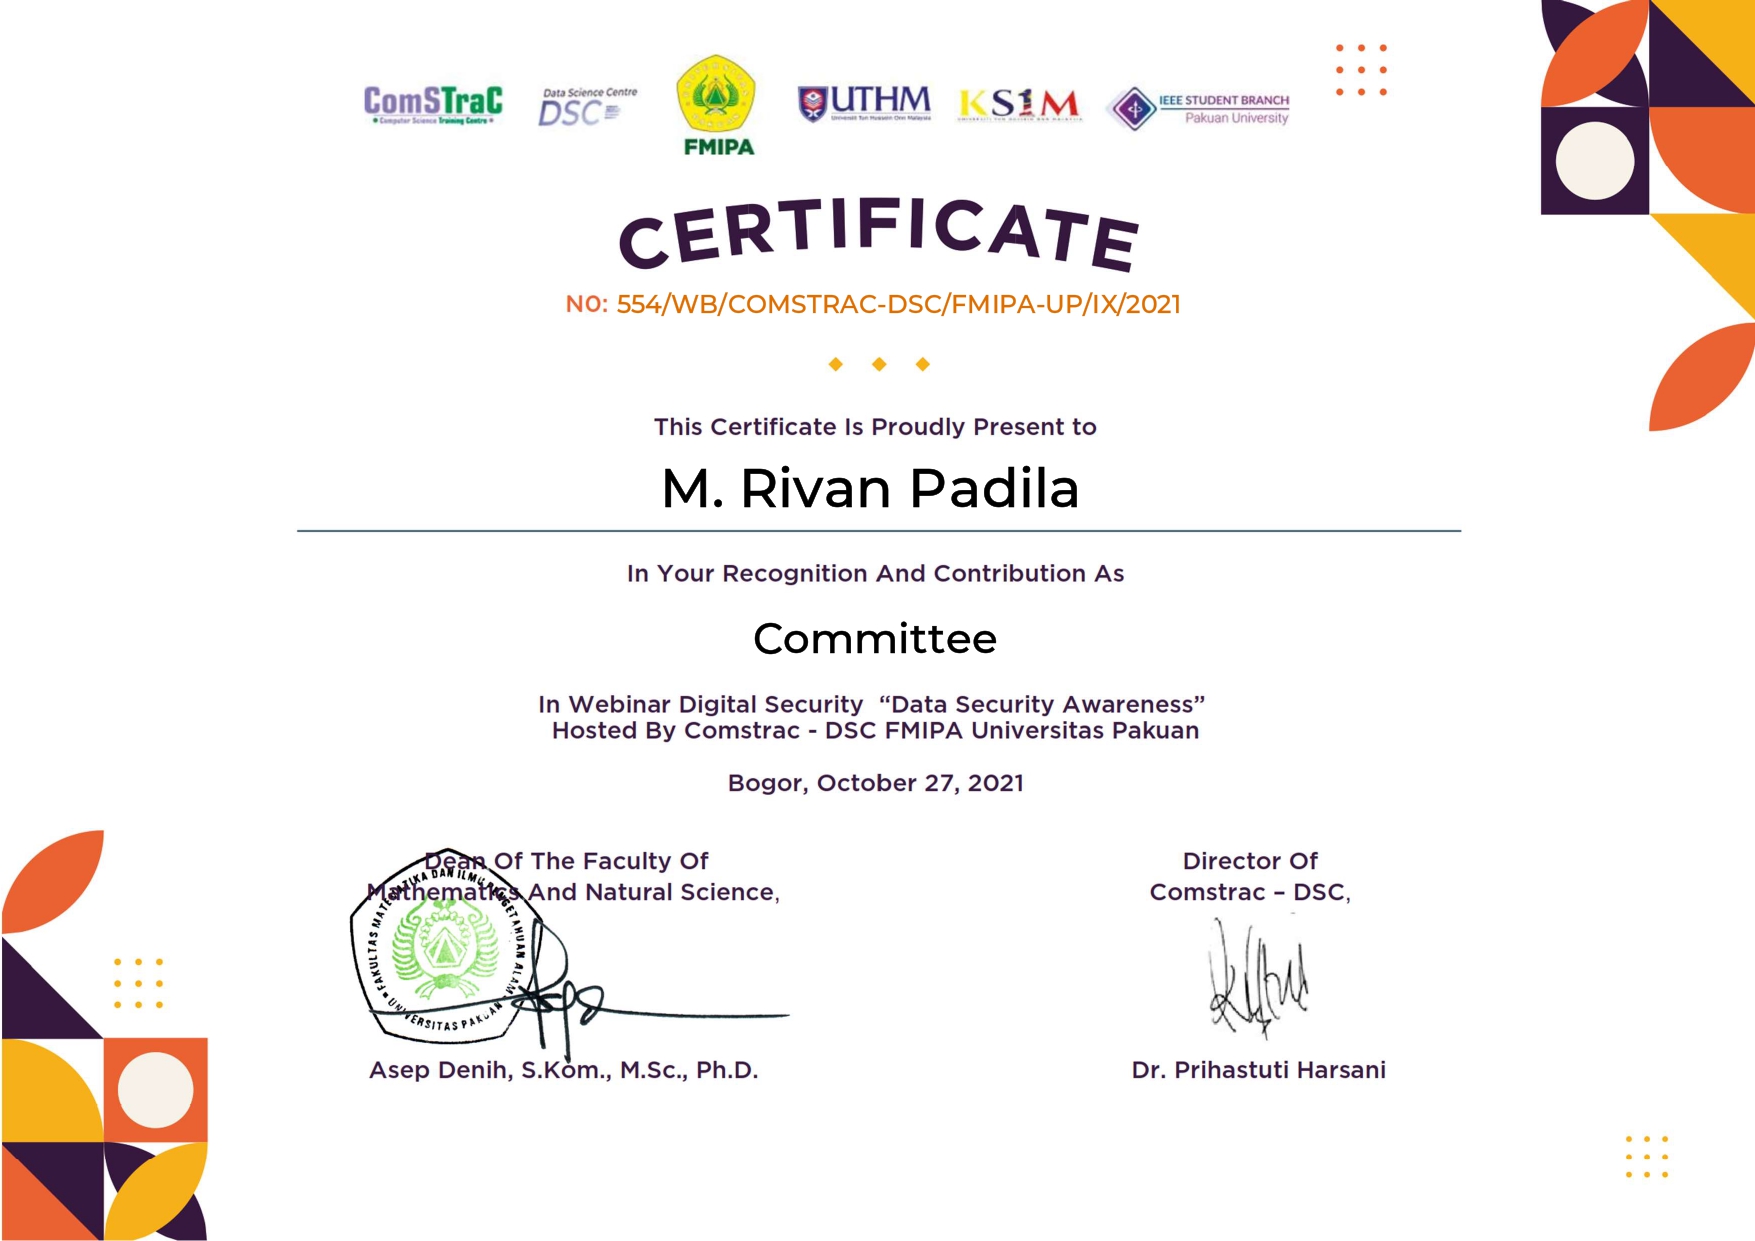 ComSTraC
Computer Science Training Centre
Data Science Centre
DSC
FMIPA
UTHM
Universiti Tun Hussein Onn Malaysia
KS1M
IEEE STUDENT BRANCH
Pakuan University
CERTIFICATE
NO: 554/WB/COMSTRAC-DSC/FMIPA-UP/IX/2021
This Certificate Is Proudly Present to
M. Rivan Padila
In Your Recognition And Contribution As
Committee
In Webinar Digital Security “Data Security Awareness”
Hosted By Comstrac - DSC FMIPA Universitas Pakuan
Bogor, October 27, 2021
Dean Of The Faculty Of
Mathematics And Natural Science,
FAKULTAS MATEMATIKA DAN ILMU PENGETAHUAN ALAM
UNIVERSITAS PAKUAN
Asep Denih, S.Kom., M.Sc., Ph.D.
Director Of
Comstrac – DSC,
Dr. Prihastuti Harsani